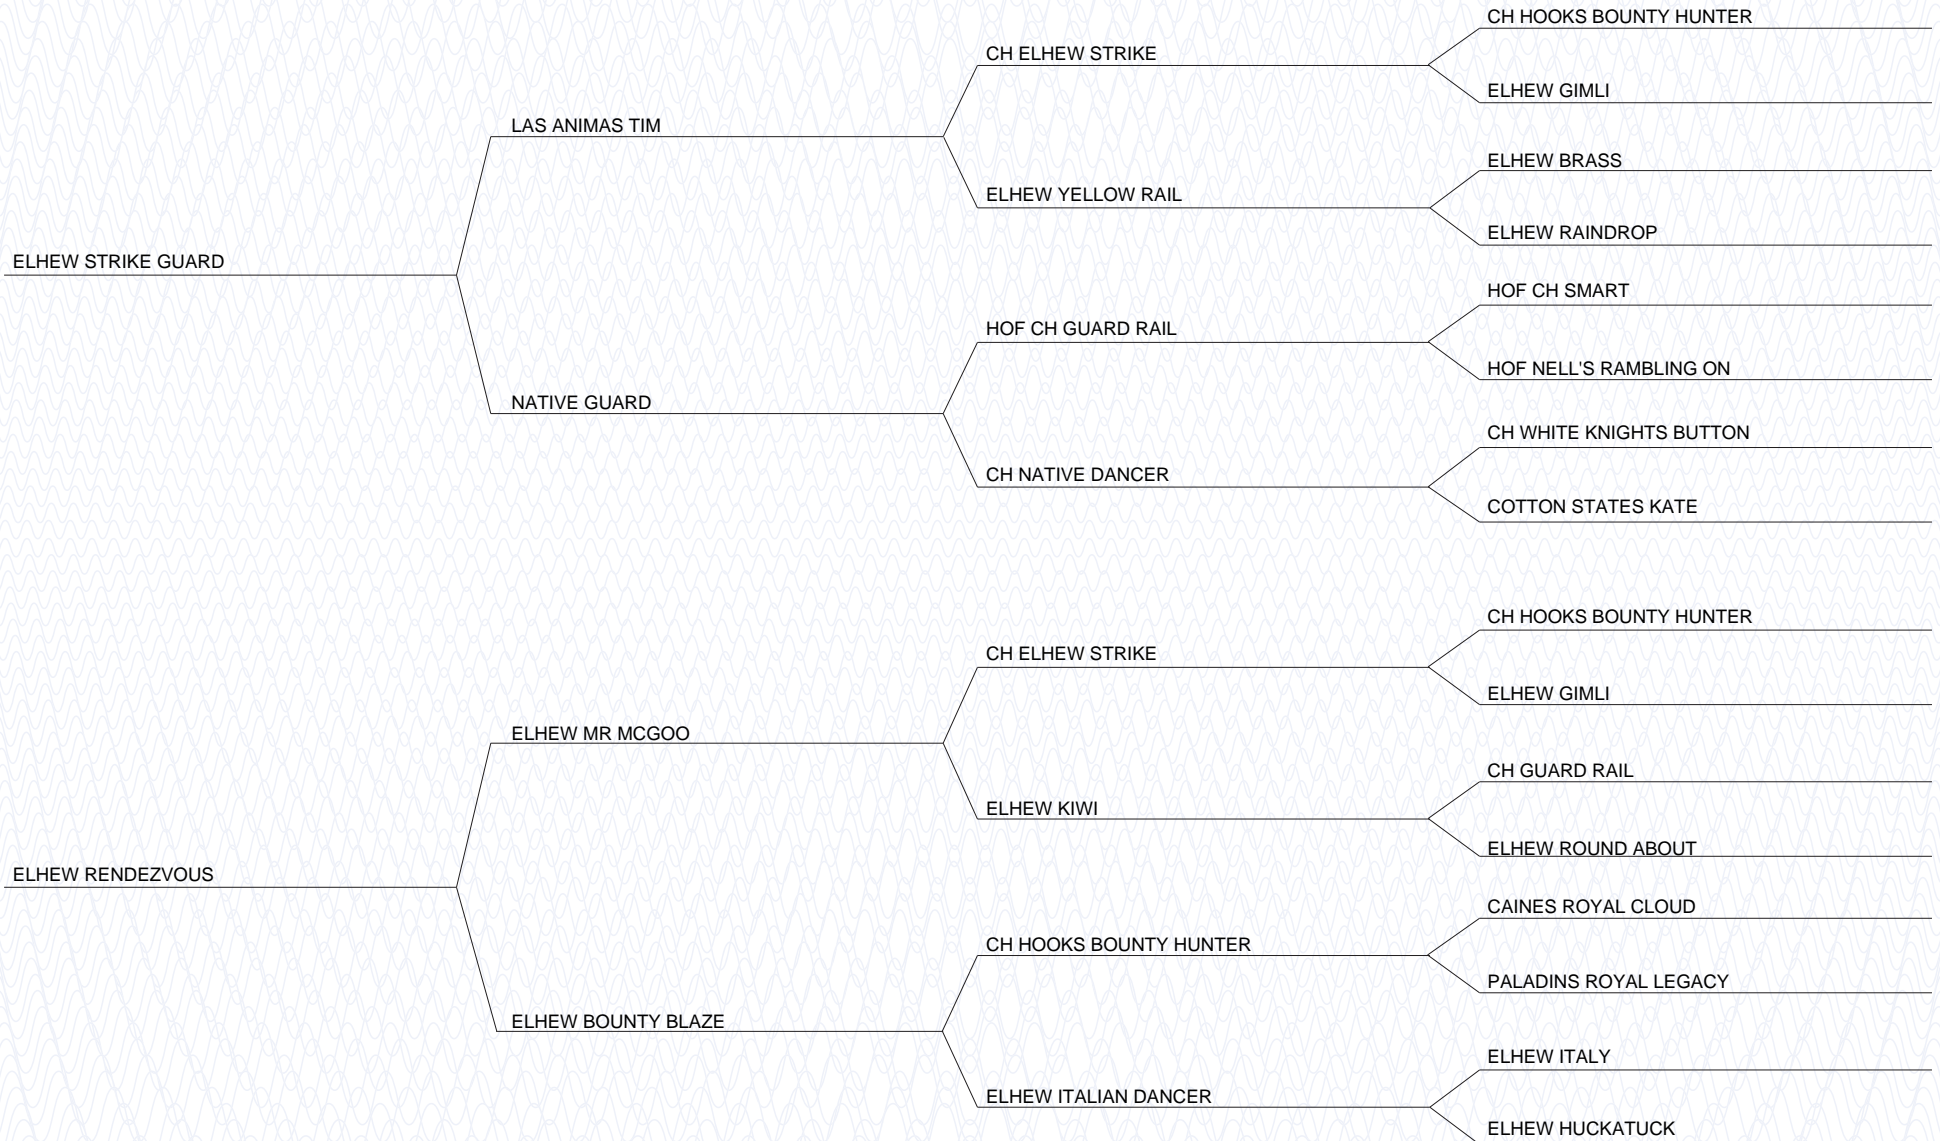 CH HOOKS BOUNTY HUNTER
CH ELHEW STRIKE
ELHEW GIMLI
LAS ANIMAS TIM
ELHEW BRASS
ELHEW YELLOW RAIL
ELHEW RAINDROP
ELHEW STRIKE GUARD
HOF CH SMART
HOF CH GUARD RAIL
HOF NELL'S RAMBLING ON
NATIVE GUARD
CH WHITE KNIGHTS BUTTON
CH NATIVE DANCER
COTTON STATES KATE
CH HOOKS BOUNTY HUNTER
CH ELHEW STRIKE
ELHEW GIMLI
ELHEW MR MCGOO
CH GUARD RAIL
ELHEW KIWI
ELHEW ROUND ABOUT
ELHEW RENDEZVOUS
CAINES ROYAL CLOUD
CH HOOKS BOUNTY HUNTER
PALADINS ROYAL LEGACY
ELHEW BOUNTY BLAZE
ELHEW ITALY
ELHEW ITALIAN DANCER
ELHEW HUCKATUCK